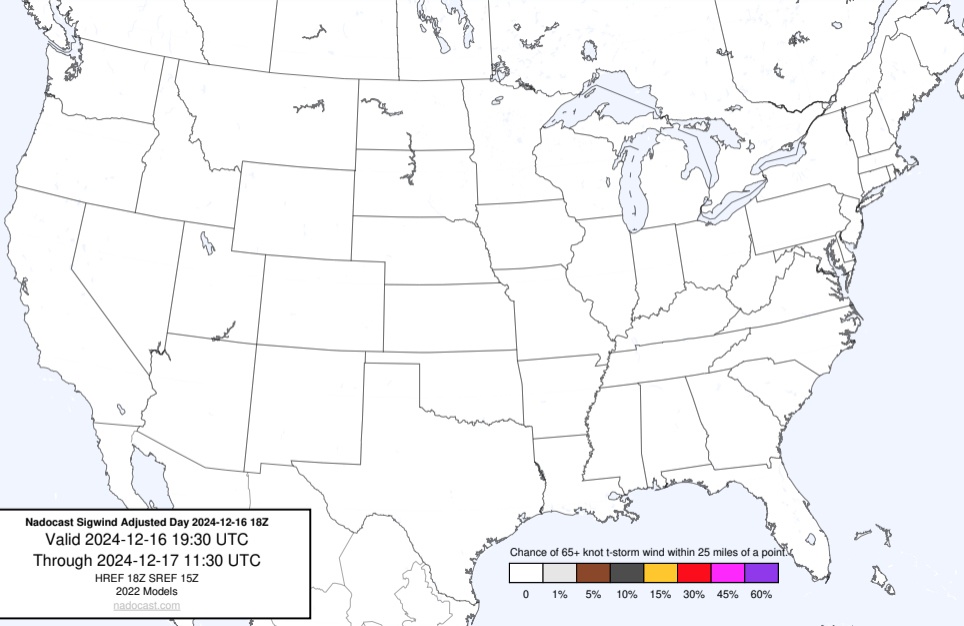 Nadocast Sigwind Adjusted Day 2024-12-16 18Z
Valid 2024-12-16 19:30 UTC
Through 2024-12-17 11:30 UTC
HREF 18Z SREF 15Z
2022 Models
nadocast.com
Chance of 65+ knot t-storm wind within 25 miles of a point.
0 1% 5% 10% 15% 30% 45% 60%